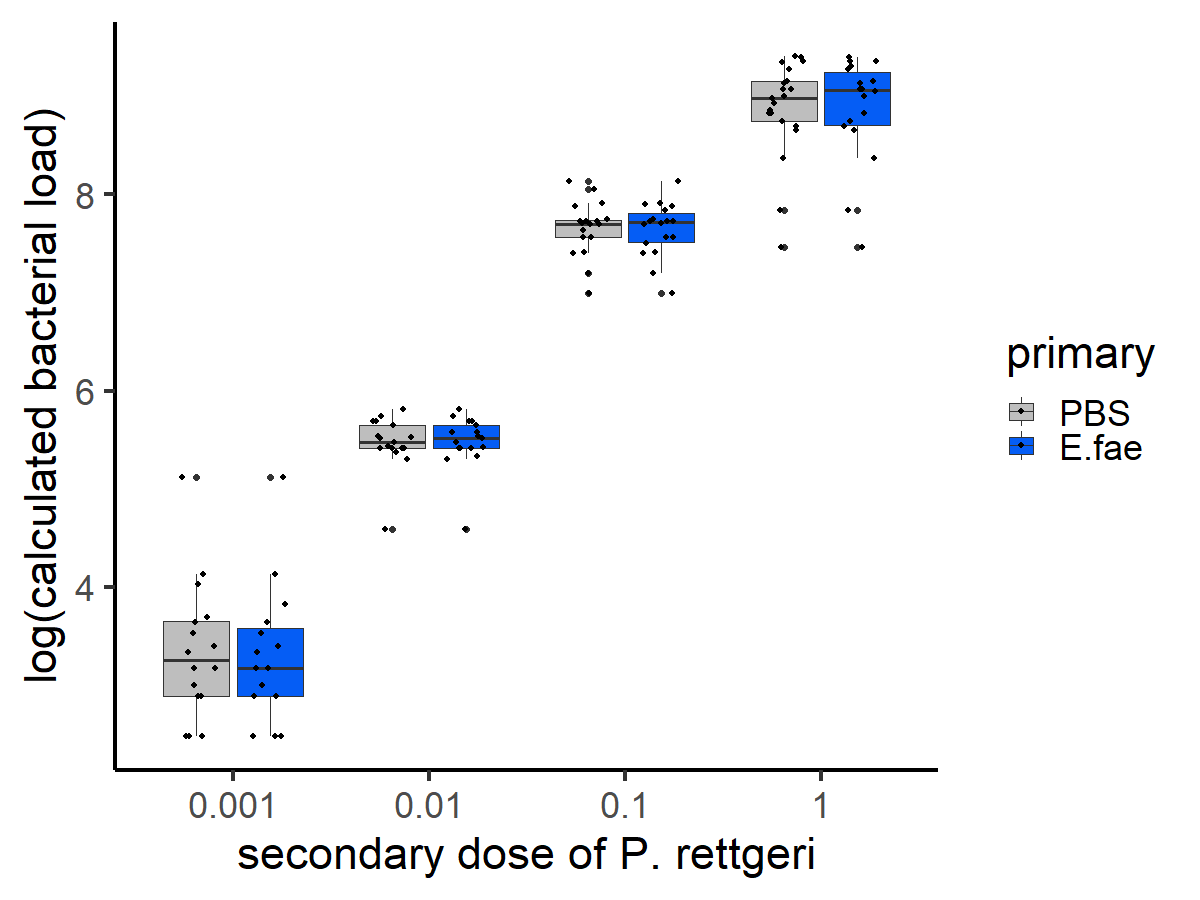 log(calculated bacterial load)
8
6
4
0.001 0.01 0.1 1
secondary dose of P. rettgeri
primary
PBS
E.fae